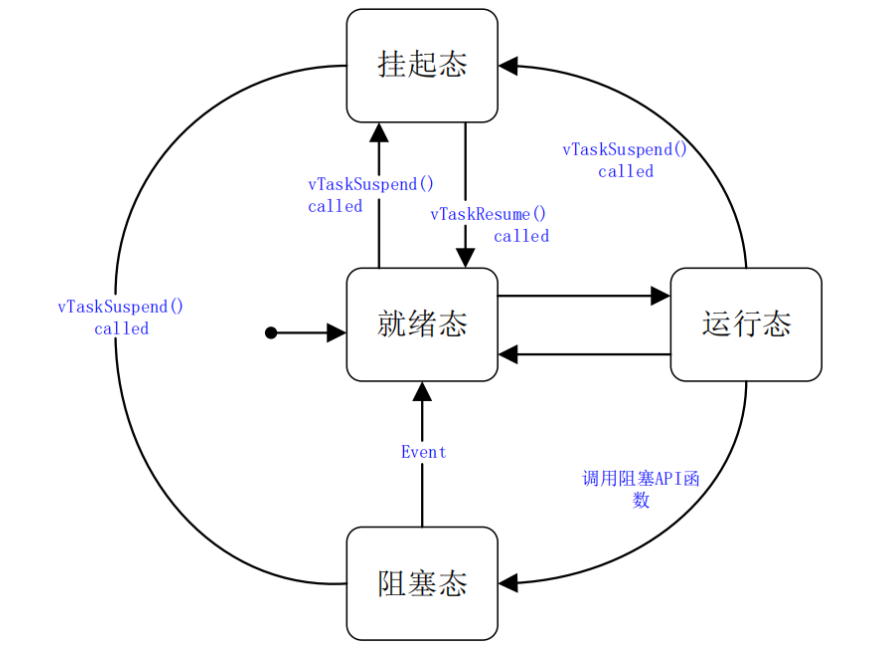 挂起态
vTaskSuspend()
called
vTaskSuspend()
called
vTaskResume()
called
vTaskSuspend()
called
就绪态
运行态
Event
调用阻塞API函
数
阻塞态